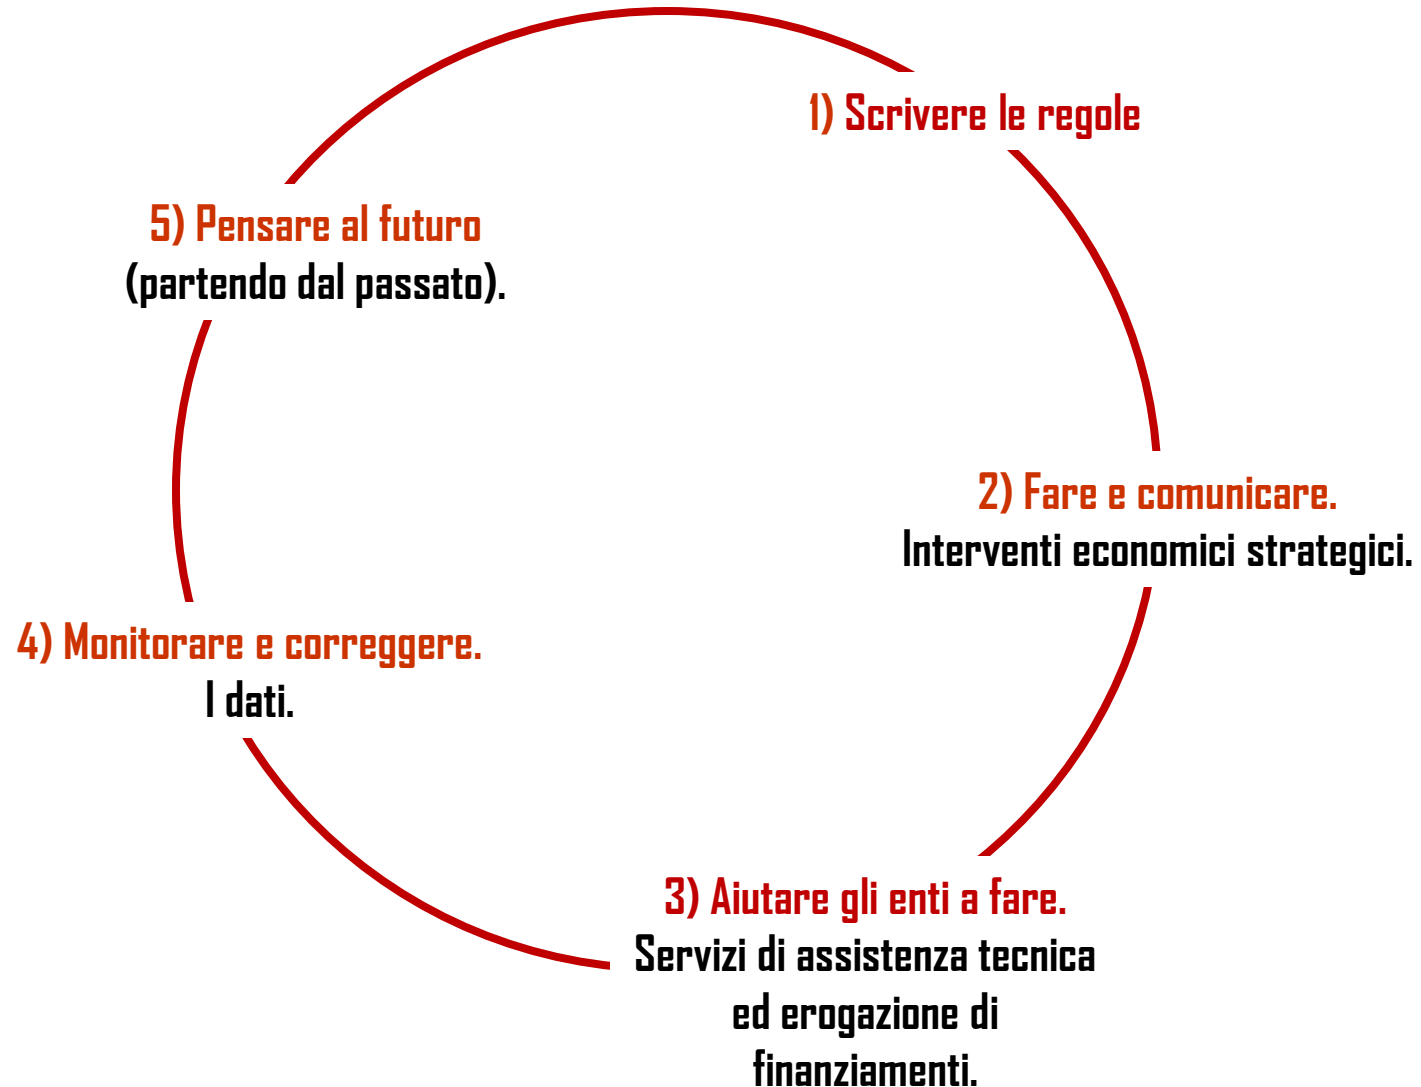 1) Scrivere le regole
2) Fare e comunicare.
Interventi economici strategici.
3) Aiutare gli enti a fare.
Servizi di assistenza tecnica
ed erogazione di
finanziamenti.
4) Monitorare e correggere.
I dati.
5) Pensare al futuro
(partendo dal passato).